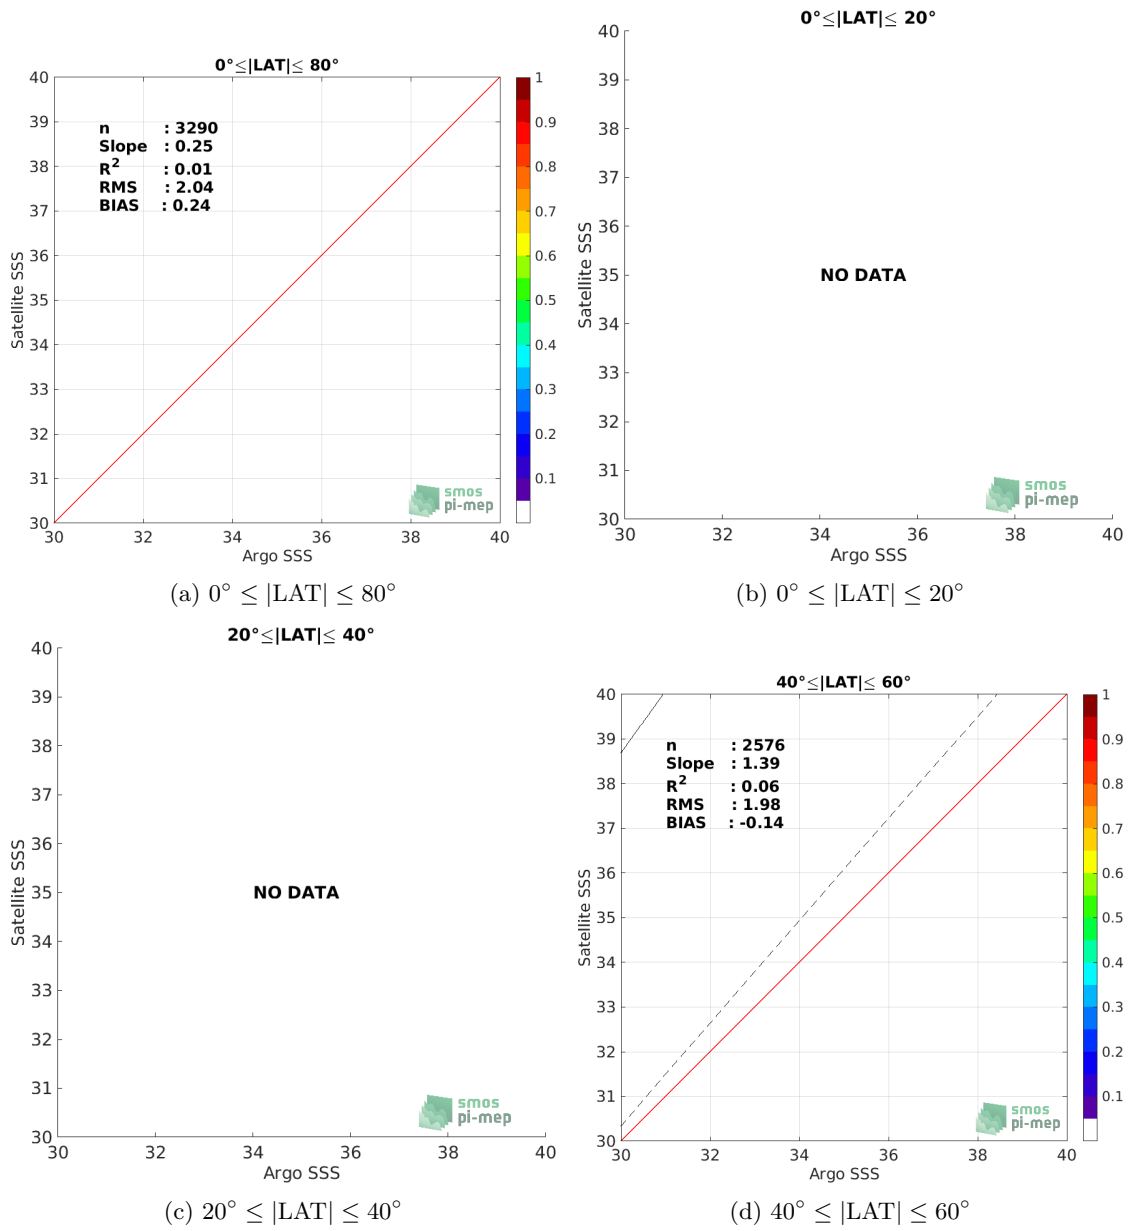 0°≤|LAT|≤ 80°
40
39
38
37
36
35
34
33
32
31
30
Satellite SSS
n : 3290
Slope : 0.25
R² : 0.01
RMS : 2.04
BIAS : 0.24
1
0.9
0.8
0.7
0.6
0.5
0.4
0.3
0.2
0.1
smos
pi-mep
30 32 34 36 38 40
Argo SSS
(a) 0° ≤ |LAT| ≤ 80°
0°≤|LAT|≤ 20°
40
39
38
37
36
35
34
33
32
31
30
Satellite SSS
NO DATA
smos
pi-mep
30 32 34 36 38 40
Argo SSS
(b) 0° ≤ |LAT| ≤ 20°
20°≤|LAT|≤ 40°
40
39
38
37
36
35
34
33
32
31
30
Satellite SSS
NO DATA
smos
pi-mep
30 32 34 36 38 40
Argo SSS
(c) 20° ≤ |LAT| ≤ 40°
40°≤|LAT|≤ 60°
40
39
38
37
36
35
34
33
32
31
30
Satellite SSS
n : 2576
Slope : 1.39
R² : 0.06
RMS : 1.98
BIAS : -0.14
1
0.9
0.8
0.7
0.6
0.5
0.4
0.3
0.2
0.1
smos
pi-mep
30 32 34 36 38 40
Argo SSS
(d) 40° ≤ |LAT| ≤ 60°